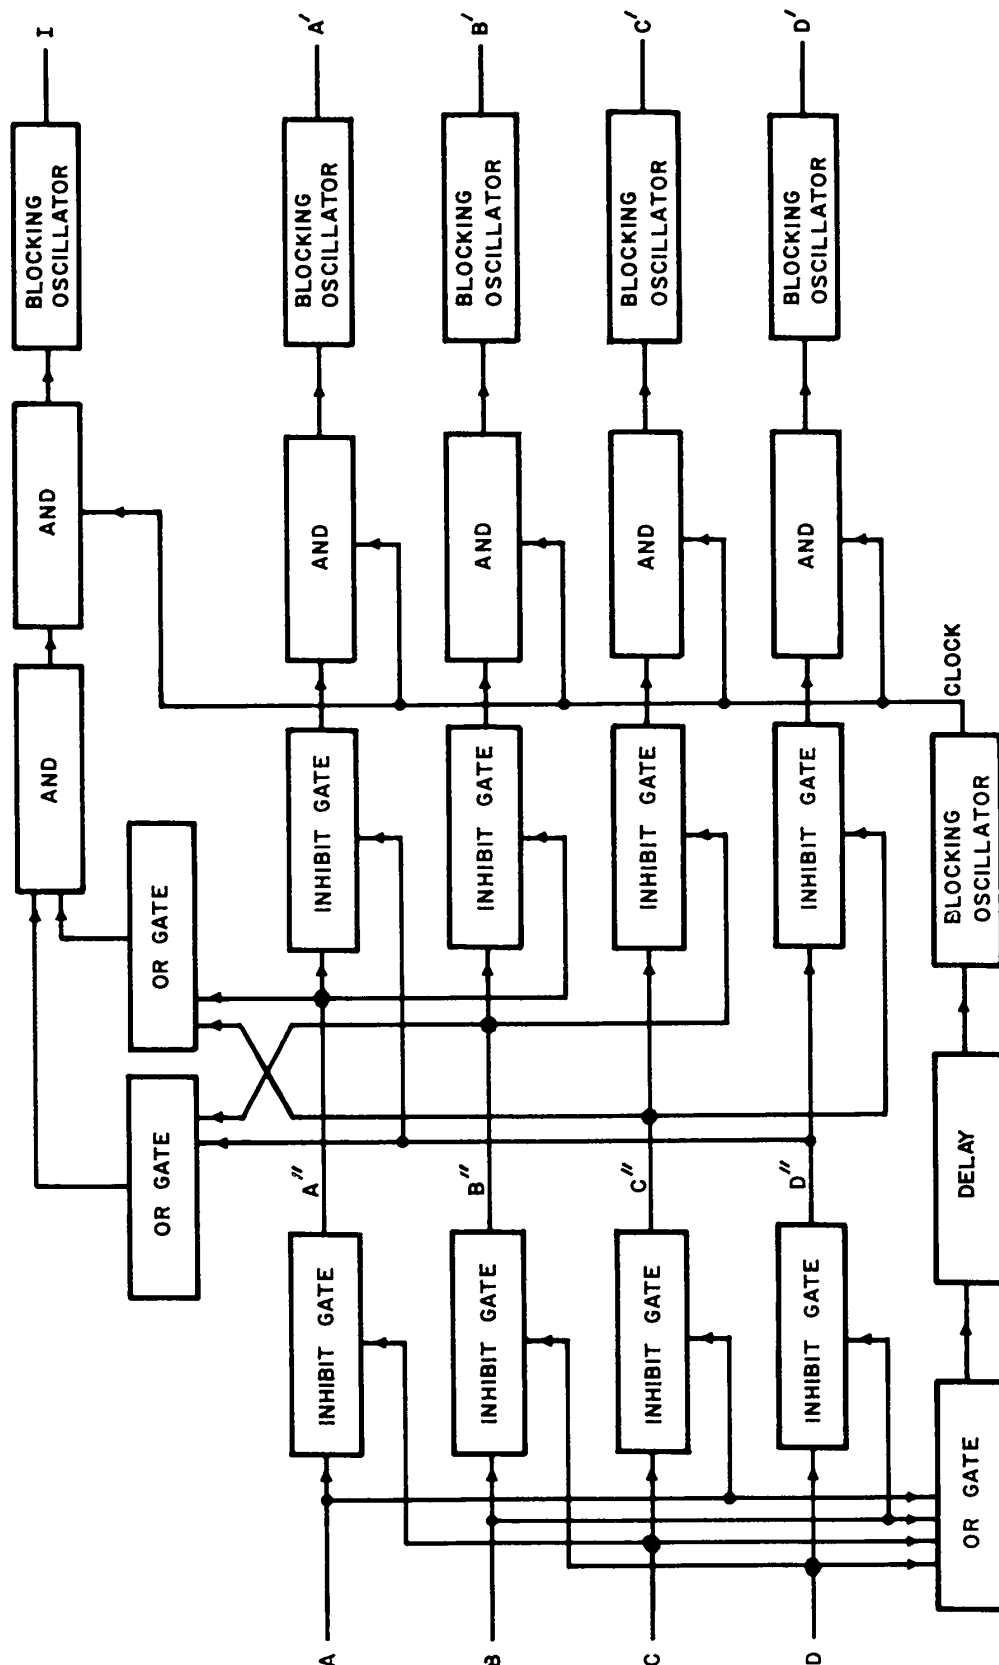 I
BLOCKING
OSCILLATOR
AND
AND
OR GATE
OR GATE
A'
BLOCKING
OSCILLATOR
AND
INHIBIT GATE
A''
INHIBIT GATE
A
B'
BLOCKING
OSCILLATOR
AND
INHIBIT GATE
B''
INHIBIT GATE
B
C'
BLOCKING
OSCILLATOR
AND
INHIBIT GATE
C''
INHIBIT GATE
C
D'
BLOCKING
OSCILLATOR
AND
INHIBIT GATE
D''
INHIBIT GATE
D
CLOCK
BLOCKING
OSCILLATOR
DELAY
OR GATE